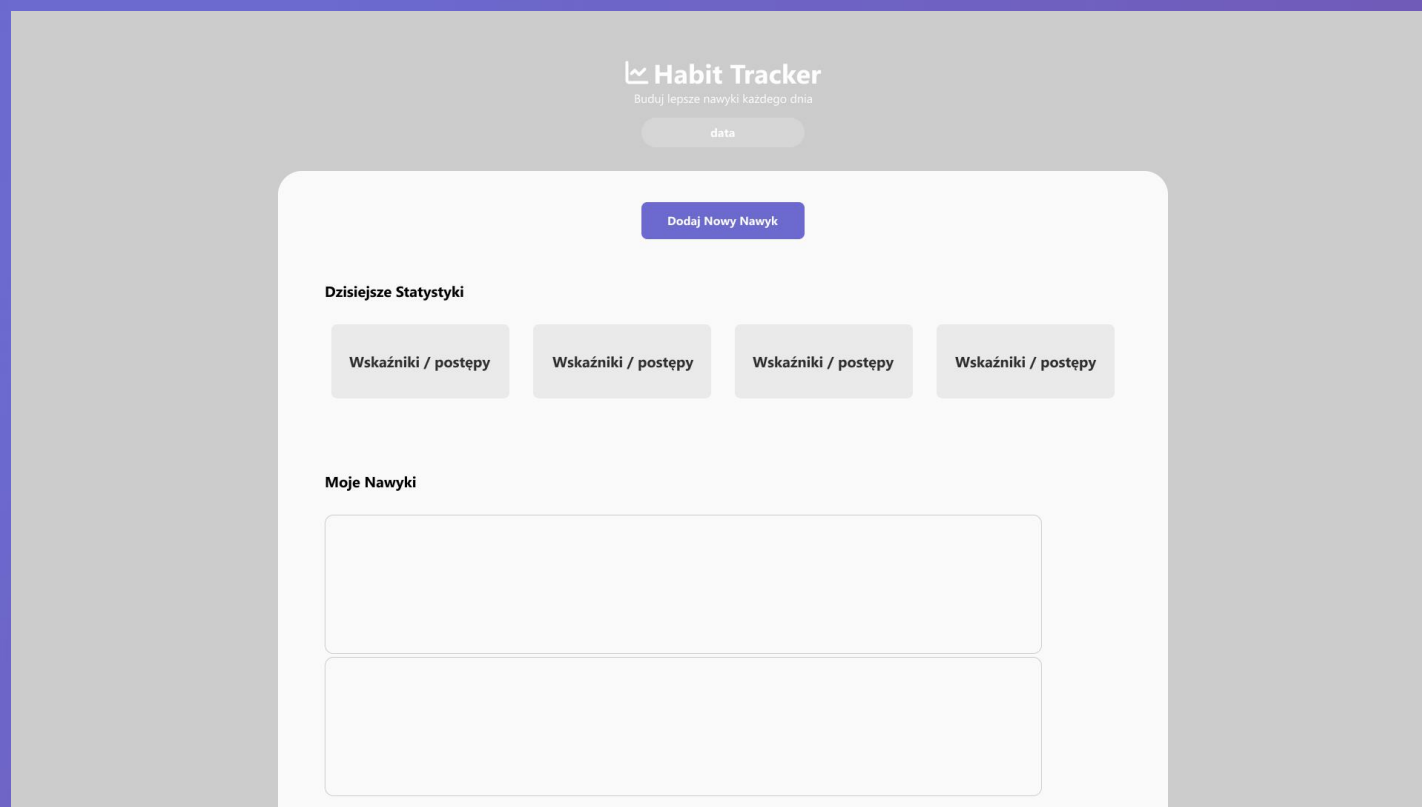 Habit Tracker
Buduj lepsze nawyki każdego dnia
data
Dodaj Nowy Nawyk
Dzisiejsze Statystyki
Wskaźniki / postępy Wskaźniki / postępy Wskaźniki / postępy Wskaźniki / postępy
Moje Nawyki